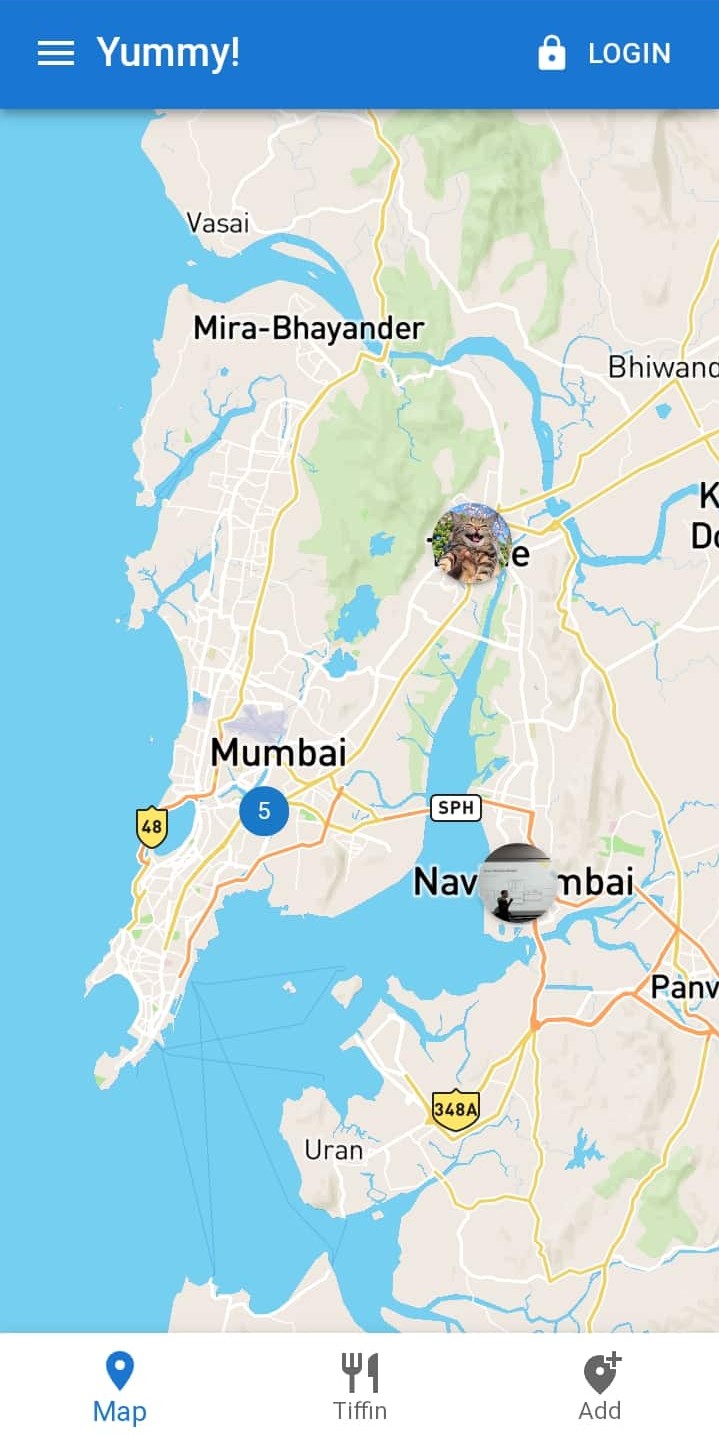 Yummy!
LOGIN
Vasai
Mira-Bhayander
Bhiwand
K
Do
e
Mumbai
5
48
SPH
Nav mbai
Panv
348A
Uran
Map
Tiffin
Add